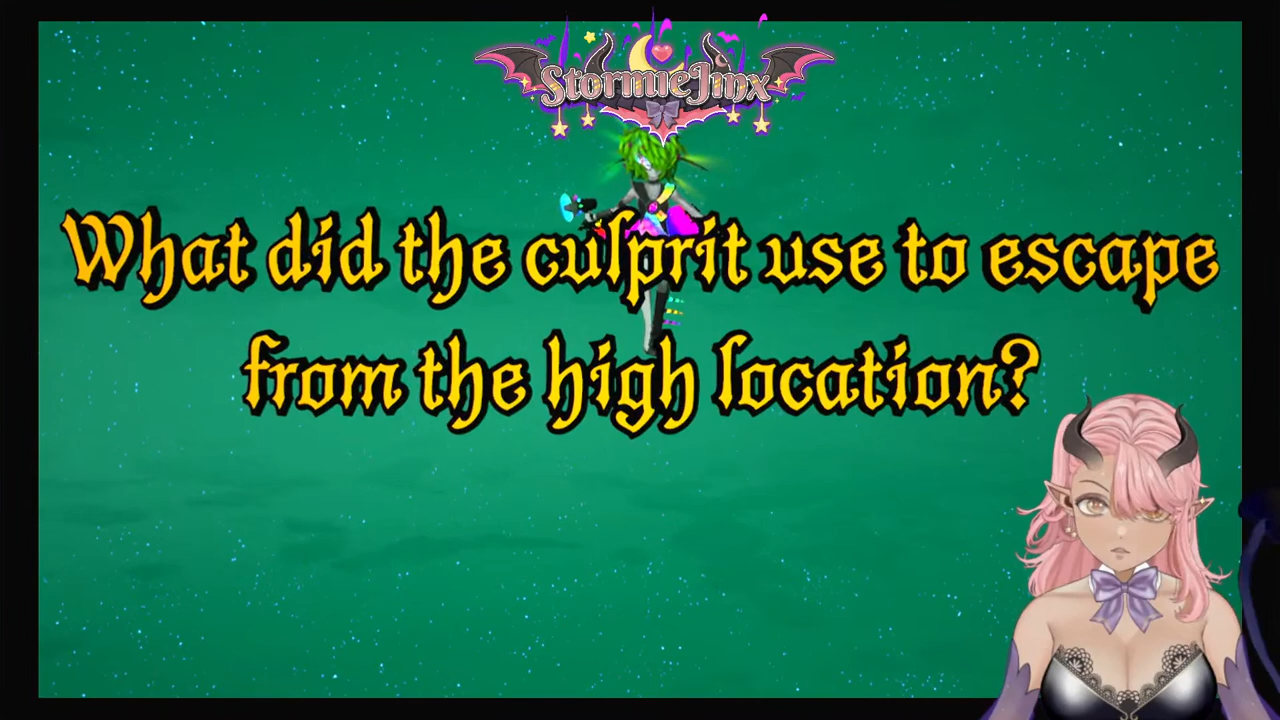 StormieJinx
What did the culprit use to escape
from the high location?